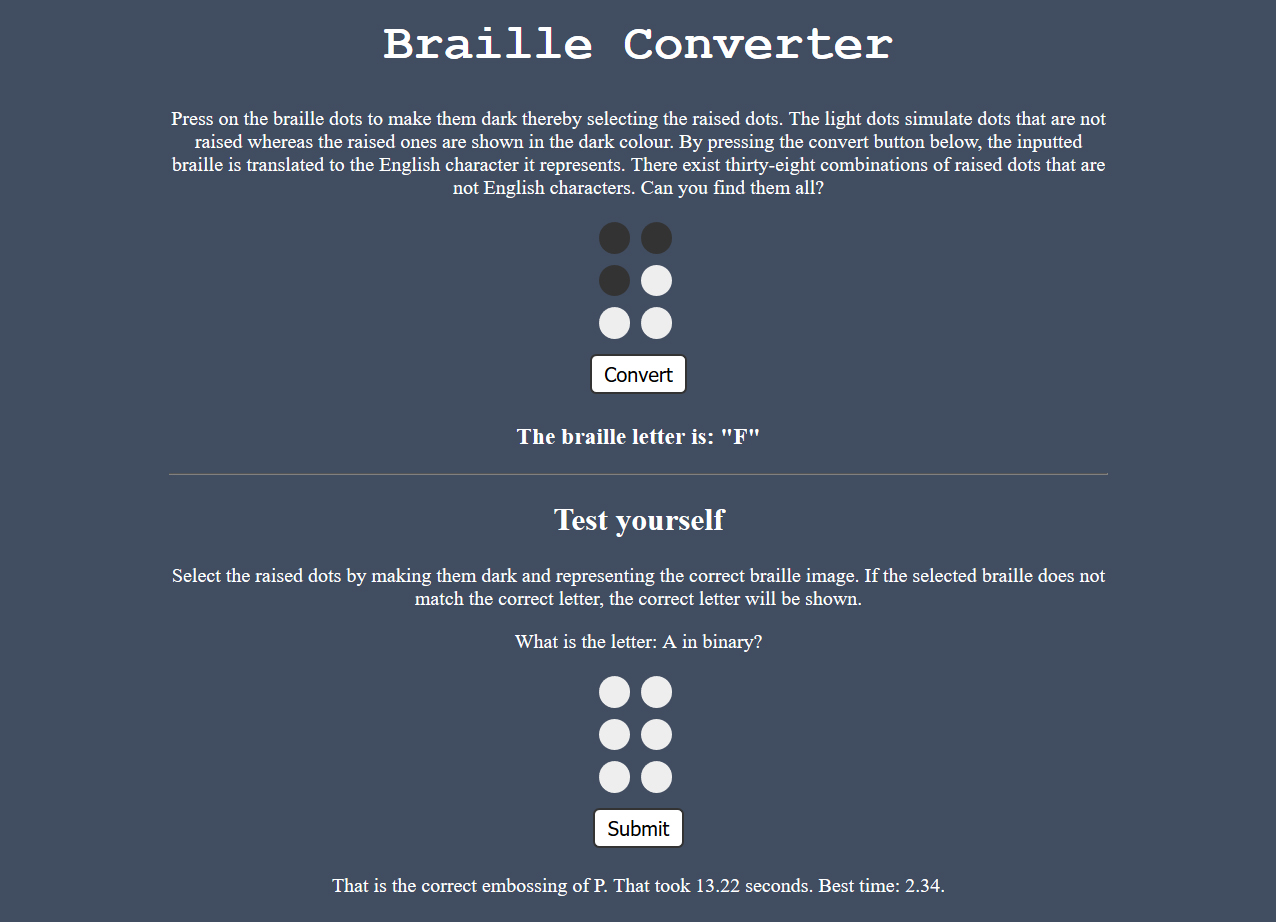 Braille Converter
Press on the braille dots to make them dark thereby selecting the raised dots. The light dots simulate dots that are not
raised whereas the raised ones are shown in the dark colour. By pressing the convert button below, the inputted
braille is translated to the English character it represents. There exist thirty-eight combinations of raised dots that are
not English characters. Can you find them all?
Convert
The braille letter is: "F"
Test yourself
Select the raised dots by making them dark and representing the correct braille image. If the selected braille does not
match the correct letter, the correct letter will be shown.
What is the letter: A in binary?
Submit
That is the correct embossing of P. That took 13.22 seconds. Best time: 2.34.